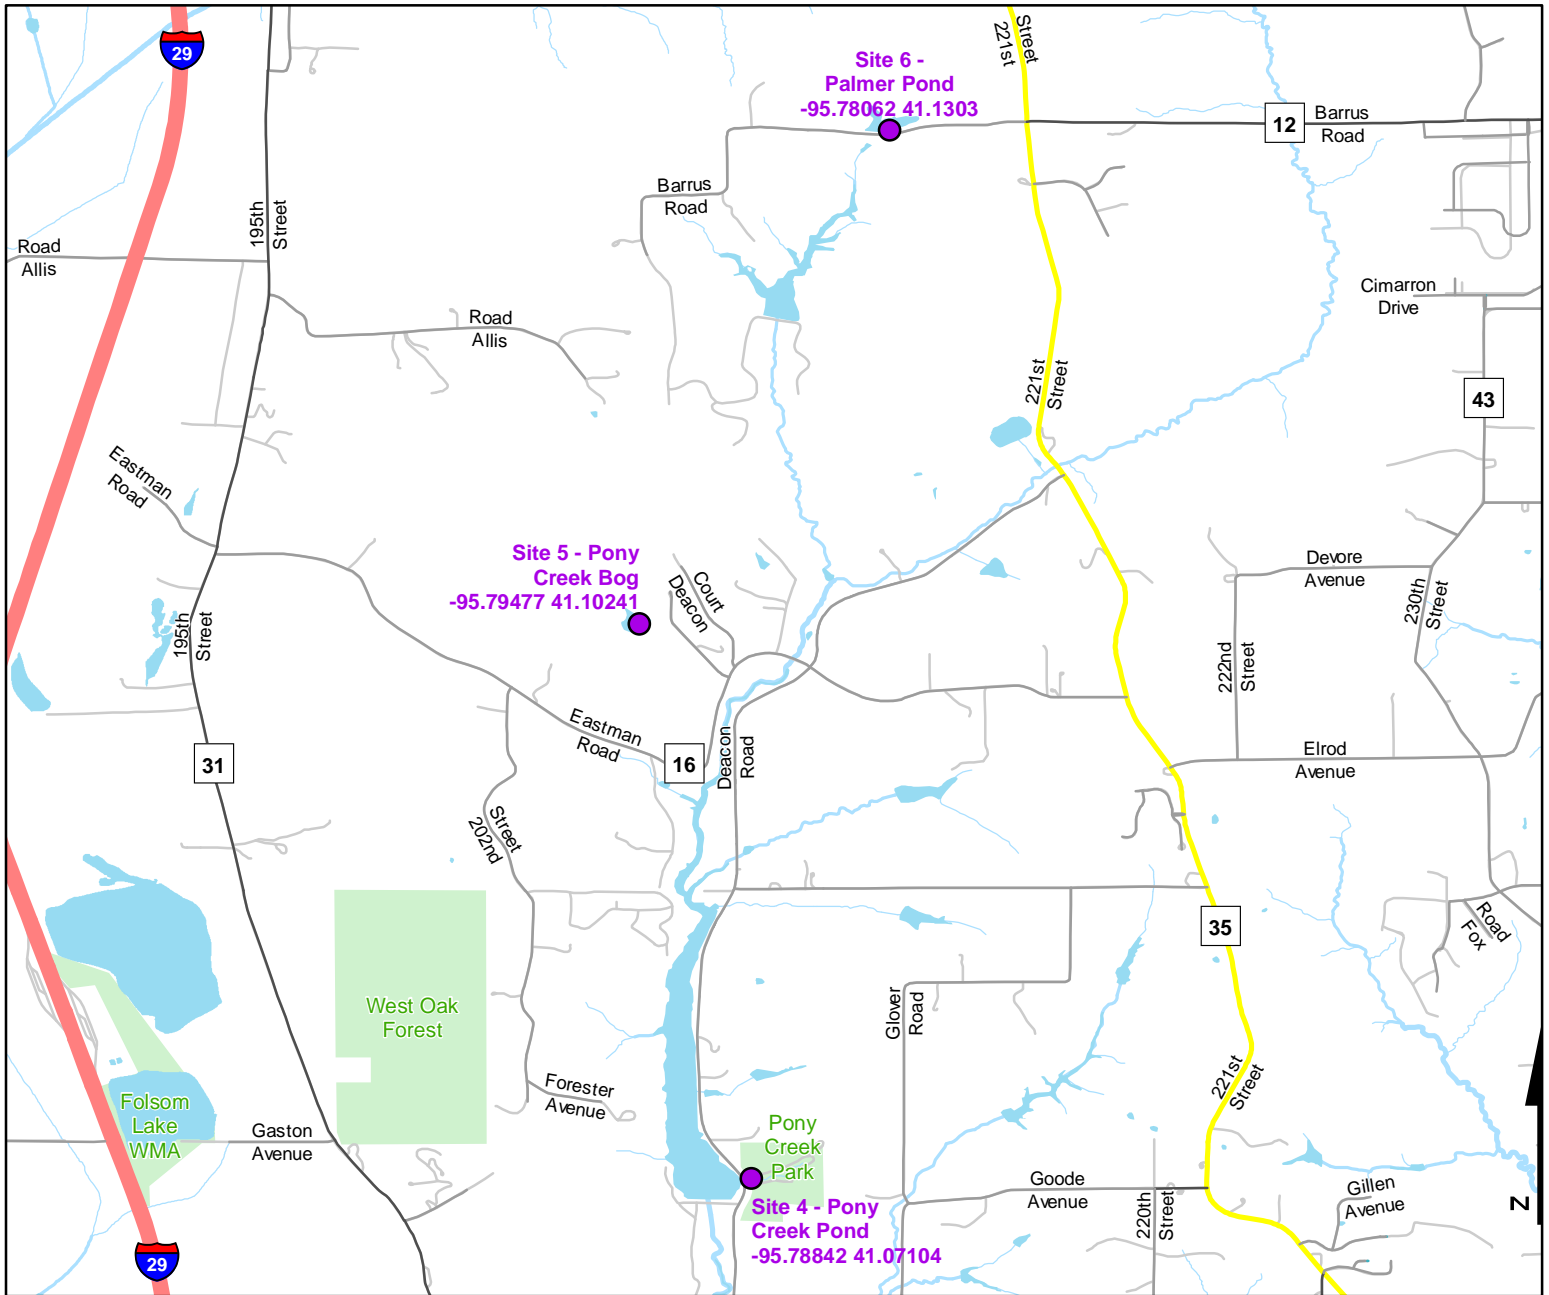 29
Street
221st
Site 6 -
Palmer Pond
-95.78062 41.1303
12
Barrus
Road
Barrus
Road
195th
Street
Road
Allis
Cimarron
Drive
Road
Allis
221st
Street
43
Eastman
Road
Site 5 - Pony
Creek Bog
-95.79477 41.10241
Court
Deacon
Devore
Avenue
230th
Street
195th
Street
222nd
Street
Eastman
Road
Deacon
Road
31
16
Elrod
Avenue
Street
202nd
35
Road
Fox
West Oak
Forest
Glover
Road
221st
Street
Forester
Avenue
Folsom
Lake
WMA
Gaston
Avenue
Pony
Creek
Park
Goode
Avenue
220th
Street
Gillen
Avenue
Site 4 - Pony
Creek Pond
-95.78842 41.07104
29
N